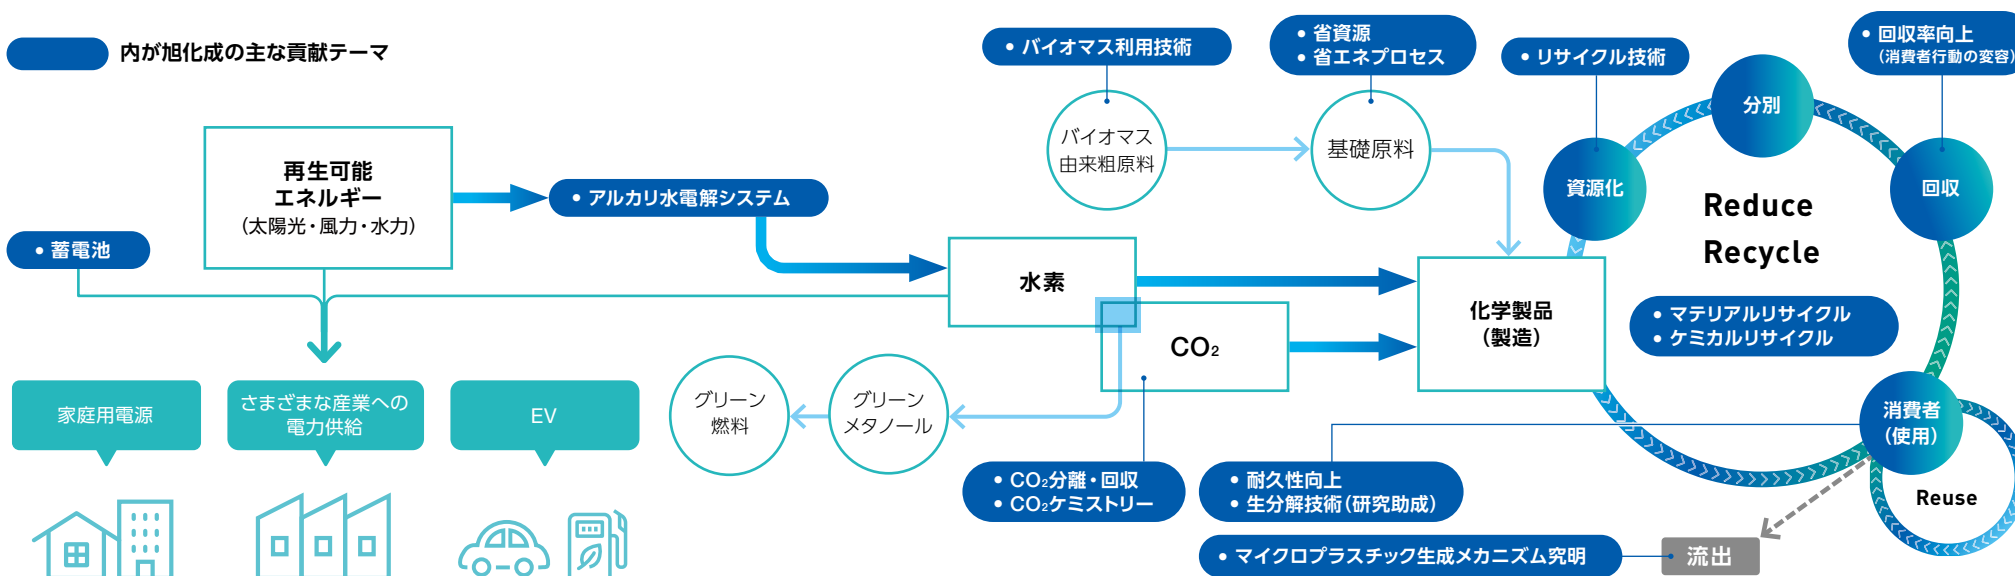 内が旭化成の主な貢献テーマ
再生可能
エネルギー
（太陽光・風力・水力）
• 蓄電池
• アルカリ水電解システム
家庭用電源
さまざまな産業への
電力供給
EV
水素
CO₂
グリーン
燃料
グリーン
メタノール
• CO₂分離・回収
• CO₂ケミストリー
• バイオマス利用技術
バイオマス
由来粗原料
• 省資源
• 省エネプロセス
基礎原料
化学製品
（製造）
• リサイクル技術
資源化
分別
• 回収率向上
（消費者行動の変容）
回収
Reduce
Recycle
• マテリアルリサイクル
• ケミカルリサイクル
消費者
（使用）
Reuse
• 耐久性向上
• 生分解技術（研究助成）
• マイクロプラスチック生成メカニズム究明
流出